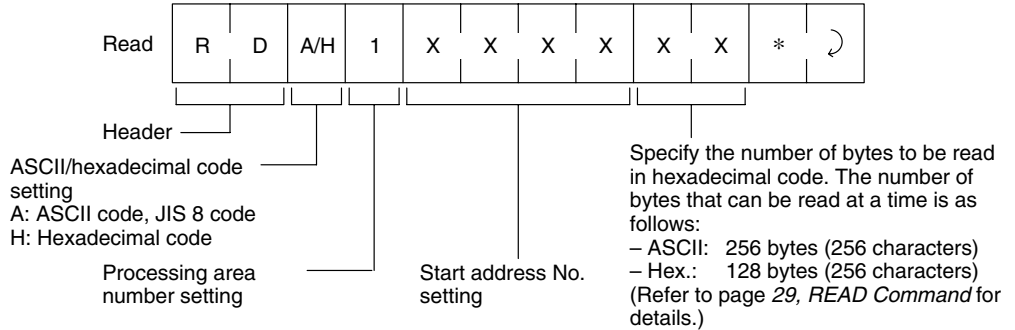 Read R D A/H 1 X X X X X X *
Header
ASCII/hexadecimal code
setting
A: ASCII code, JIS 8 code
H: Hexadecimal code
Processing area
number setting
Start address No.
setting
Specify the number of bytes to be read
in hexadecimal code. The number of
bytes that can be read at a time is as
follows:
– ASCII: 256 bytes (256 characters)
– Hex.: 128 bytes (256 characters)
(Refer to page 29, READ Command for
details.)